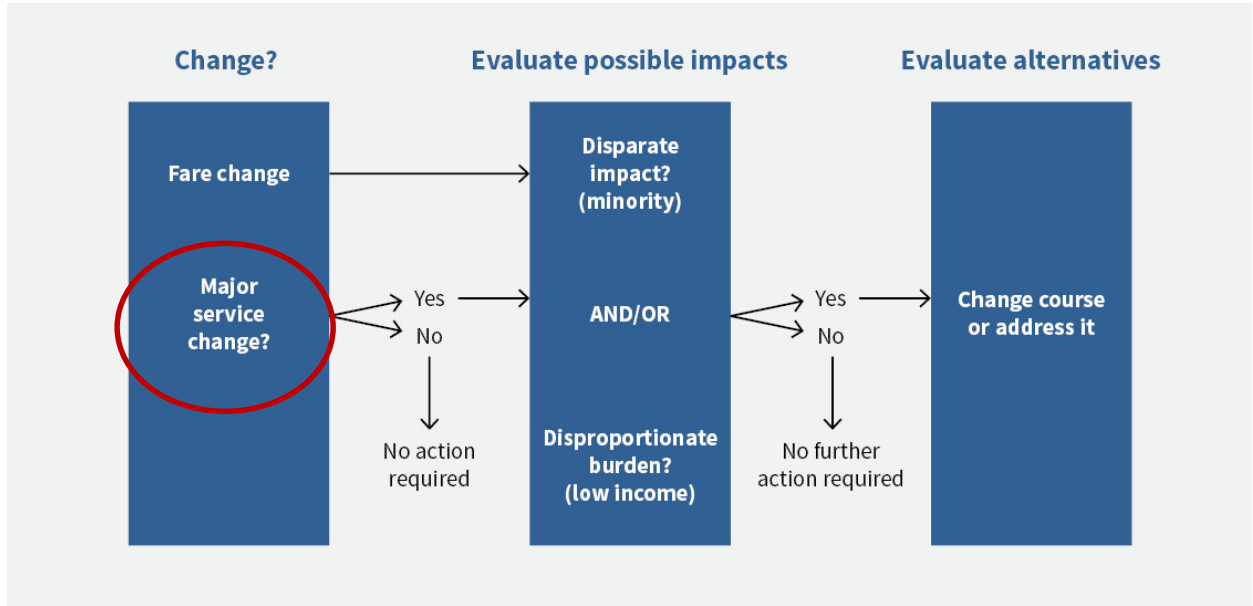 Change?
Evaluate possible impacts
Evaluate alternatives
Fare change
Major
service
change?
Yes
No
No action
required
Disparate
impact?
(minority)
AND/OR
Disproportionate
burden?
(low income)
Yes
No
No further
action required
Change course
or address it